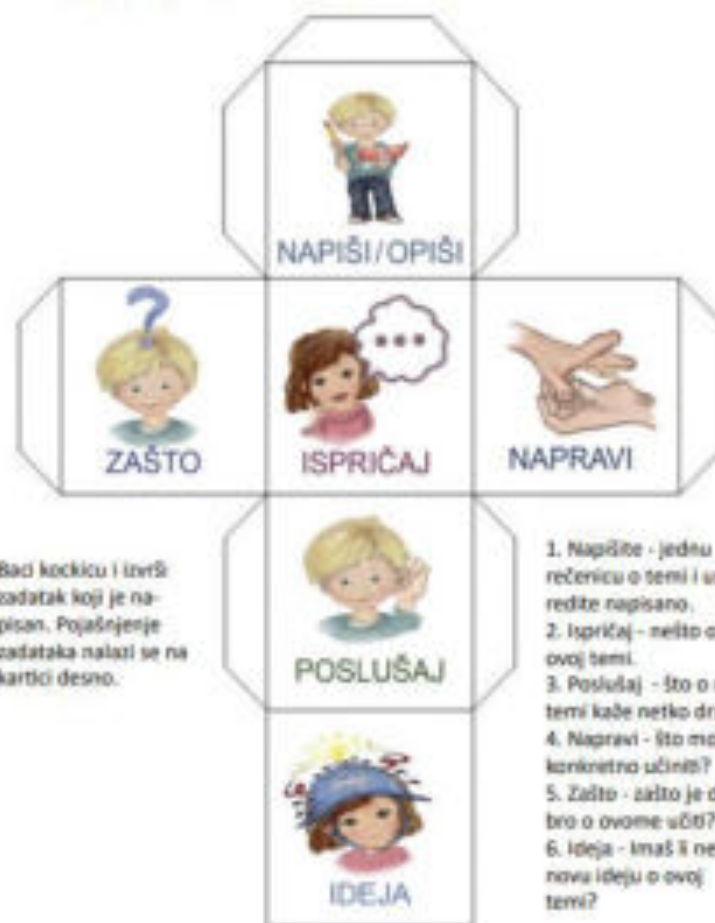 NAPIŠI/OPIŠI
ZAŠTO
ISPRIČAJ
NAPRAVI
POSLUŠAJ
IDEJA
Baci kockicu i izvrši
zadatak koji je na-
pisan. Pojašnjenje
zadataka nalazi se na
kartici desno.
1. Napišite - jednu
rečenicu o temi i u
redite napisano.
2. Ispričaj - nešto o
ovoj temi.
3. Poslušaj - što o
temi kaže netko dr
4. Napravi - što mo
konkretno učiniti?
5. Zašto - zašto je d
bro o ovome učiti?
6. Ideja - Imaš li ne
novu ideju o ovoj
temi?